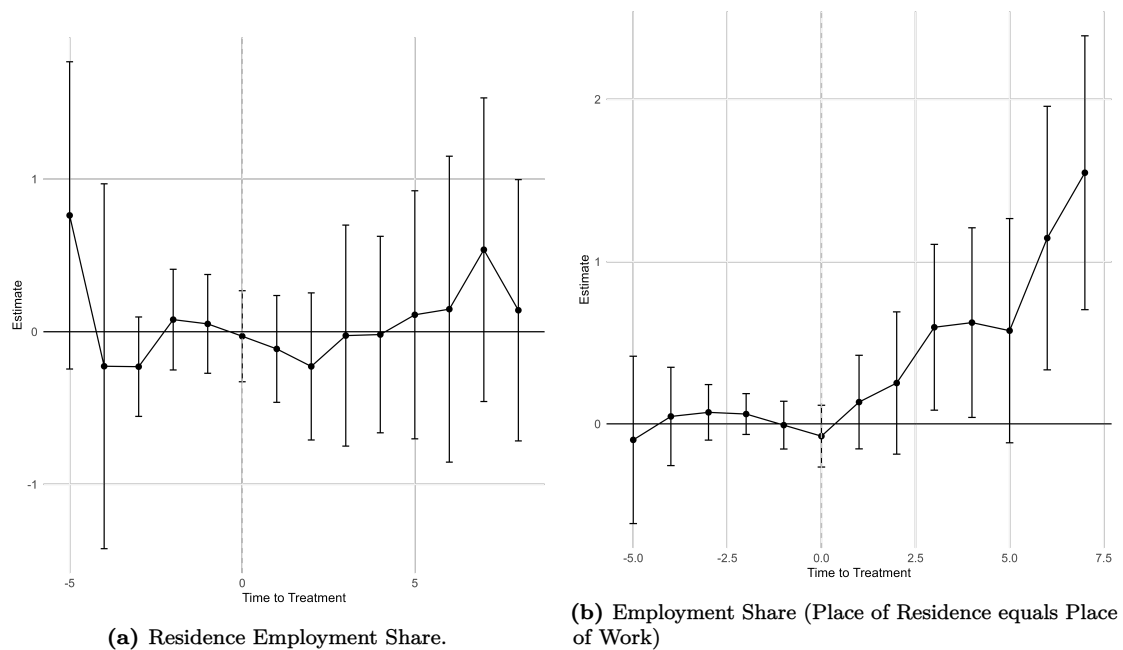 1
0
-1
Estimate
-5
0
5
Time to Treatment
(a) Residence Employment Share.
2
1
0
Estimate
-5.0
-2.5
0.0
2.5
5.0
7.5
Time to Treatment
(b) Employment Share (Place of Residence equals Place
of Work)